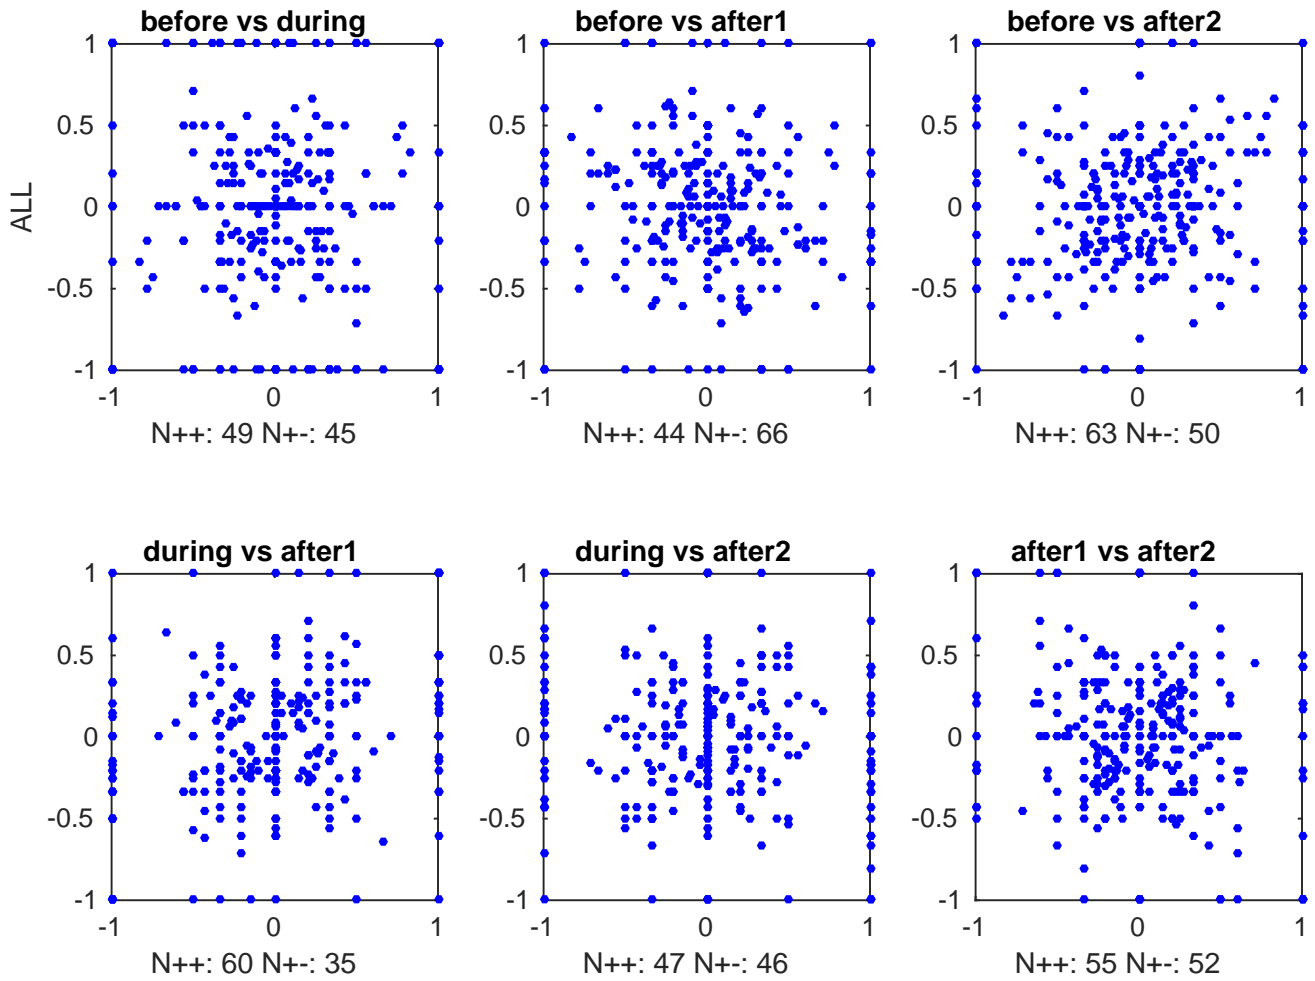 before vs during
before vs after1
before vs after2
1
0.5
0
-0.5
-1
ALL
-1 0 1
N++: 49 N+-: 45
1
0.5
0
-0.5
-1
-1 0 1
N++: 44 N+-: 66
1
0.5
0
-0.5
-1
-1 0 1
N++: 63 N+-: 50
during vs after1
during vs after2
after1 vs after2
1
0.5
0
-0.5
-1
-1 0 1
N++: 60 N+-: 35
1
0.5
0
-0.5
-1
-1 0 1
N++: 47 N+-: 46
1
0.5
0
-0.5
-1
-1 0 1
N++: 55 N+-: 52